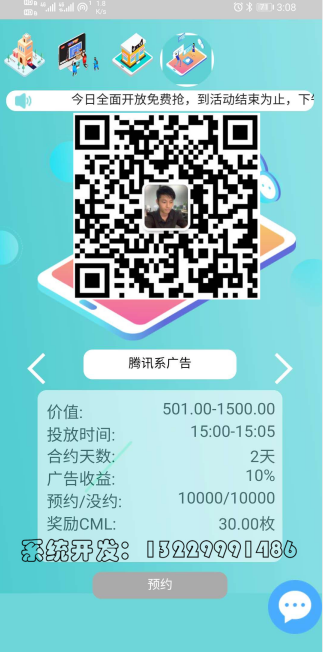 3:08
今日全面开放免费抢，到活动结束为止，下
腾讯系广告
价值: 501.00-1500.00
投放时间: 15:00-15:05
合约天数: 2天
广告收益: 10%
预约/没约: 10000/10000
奖励CML: 30.00枚
系统开发：13229991486
预约